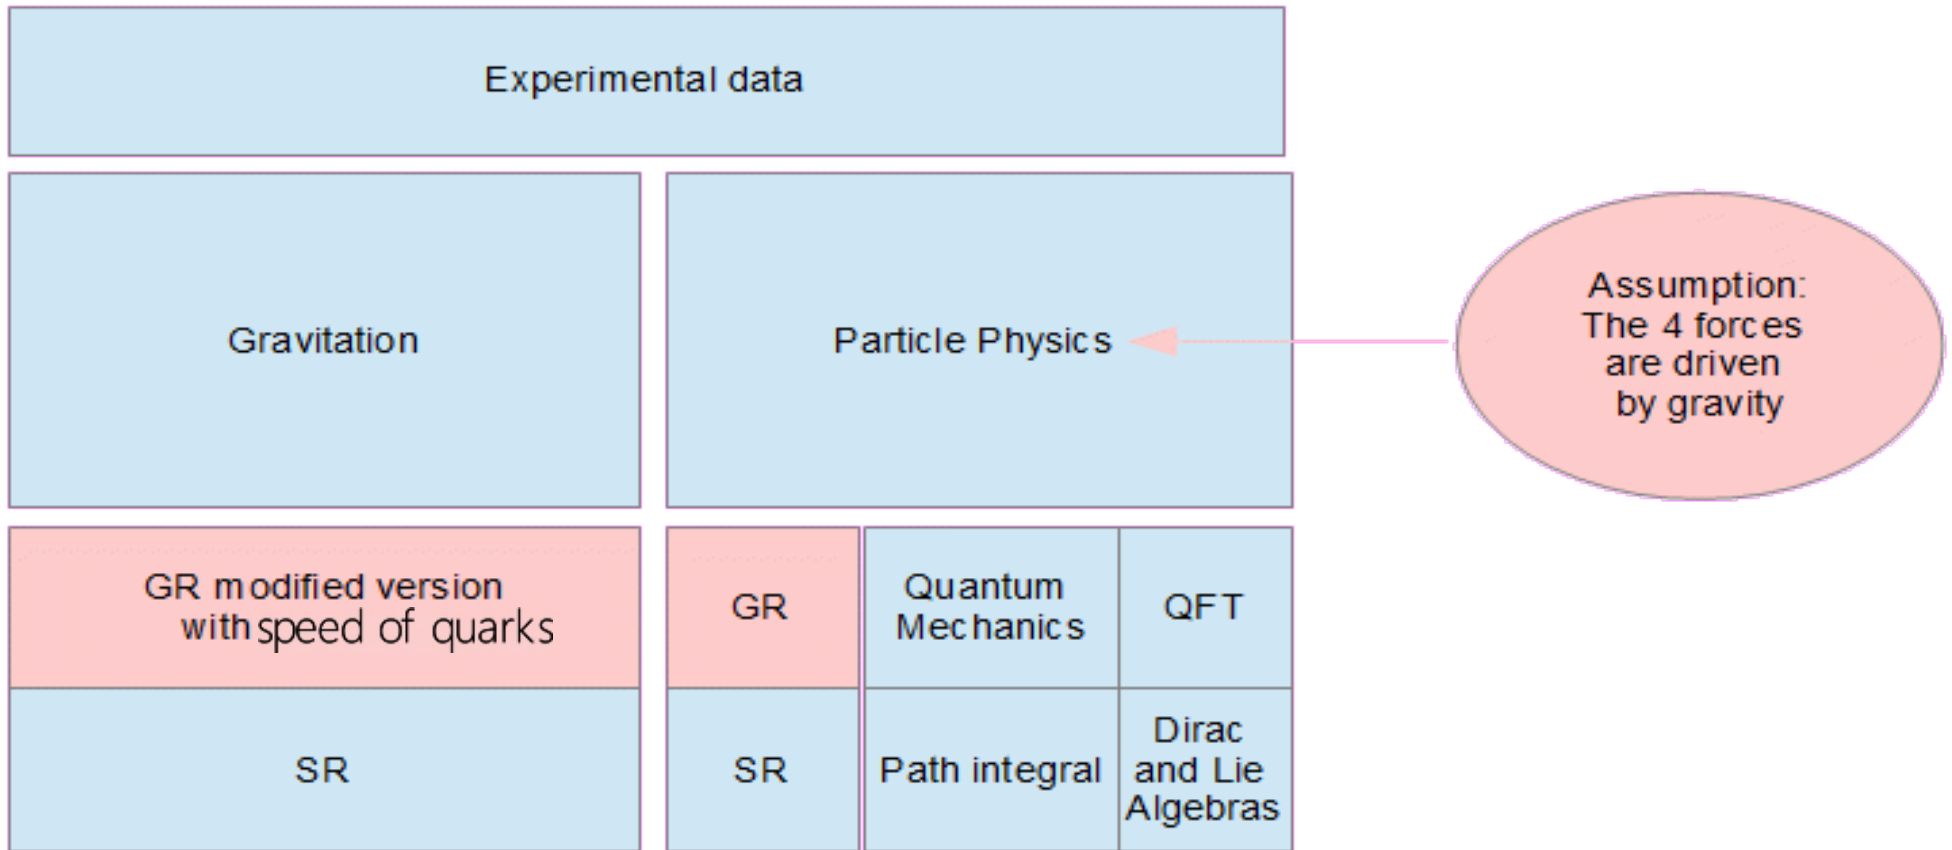 Experimental data
Gravitation
Particle Physics
Assumption:
The 4 forces
are driven
by gravity
GR modified version
with speed of quarks
GR
Quantum
Mechanics
QFT
SR
SR
Path integral
Dirac
and Lie
Algebras